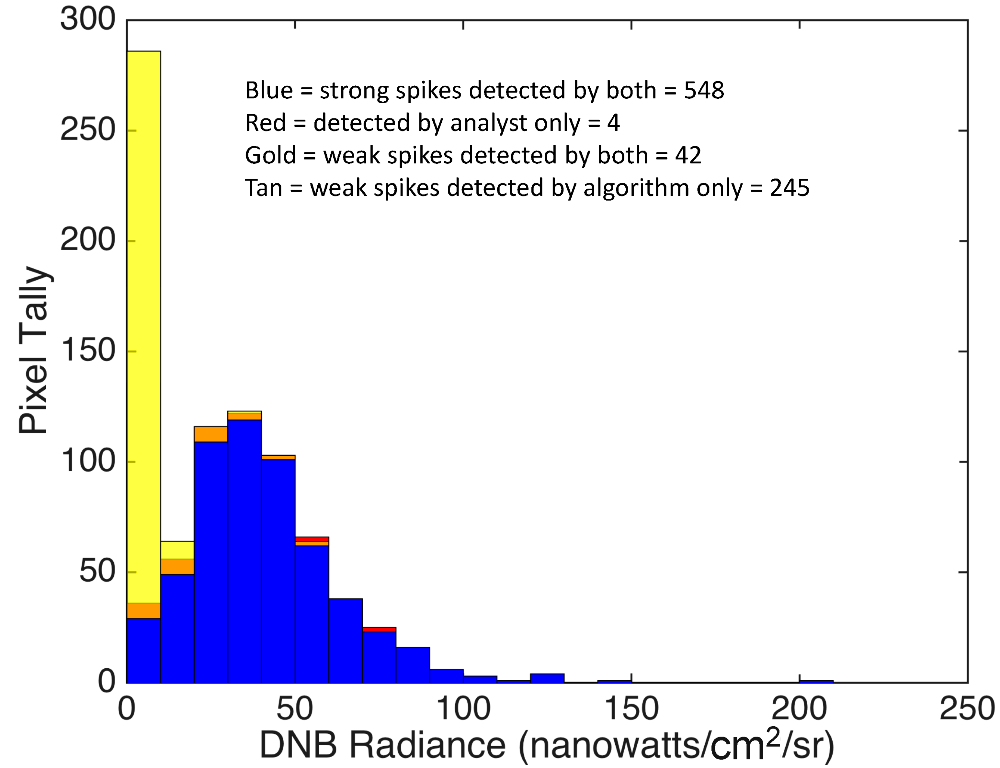 300
250
200
150
100
50
0
Pixel Tally
Blue = strong spikes detected by both = 548
Red = detected by analyst only = 4
Gold = weak spikes detected by both = 42
Tan = weak spikes detected by algorithm only = 245
0 50 100 150 200 250
DNB Radiance (nanowatts/cm²/sr)